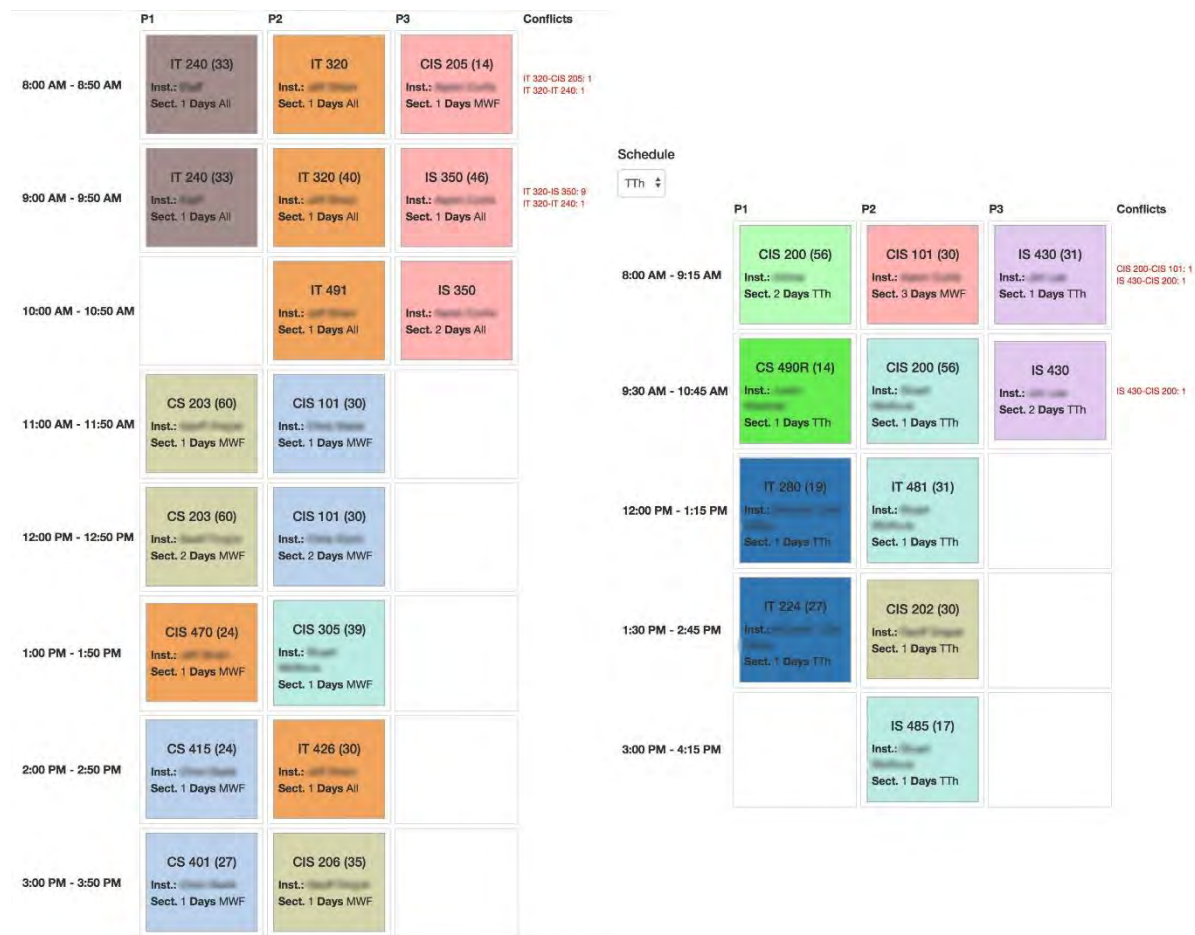 P1 P2 P3 Conflicts
8:00 AM - 8:50 AM
IT 240 (33)
Inst.:
Sect. 1 Days All
IT 320
Inst.:
Sect. 1 Days All
CIS 205 (14)
Inst.:
Sect. 1 Days MWF
IT 320-CIS 205: 1
IT 320-IT 240: 1
9:00 AM - 9:50 AM
IT 240 (33)
Inst.:
Sect. 1 Days All
IT 320 (40)
Inst.:
Sect. 1 Days All
IS 350 (46)
Inst.:
Sect. 1 Days All
IT 320-IS 350: 9
IT 320-IT 240: 1
10:00 AM - 10:50 AM
IT 491
Inst.:
Sect. 1 Days All
IS 350
Inst.:
Sect. 2 Days All
11:00 AM - 11:50 AM
CS 203 (60)
Inst.:
Sect. 1 Days MWF
CIS 101 (30)
Inst.:
Sect. 1 Days MWF
12:00 PM - 12:50 PM
CS 203 (60)
Inst.:
Sect. 2 Days MWF
CIS 101 (30)
Inst.:
Sect. 2 Days MWF
1:00 PM - 1:50 PM
CIS 470 (24)
Inst.:
Sect. 1 Days MWF
CIS 305 (39)
Inst.:
Sect. 1 Days MWF
2:00 PM - 2:50 PM
CS 415 (24)
Inst.:
Sect. 1 Days MWF
IT 426 (30)
Inst.:
Sect. 1 Days All
3:00 PM - 3:50 PM
CS 401 (27)
Inst.:
Sect. 1 Days MWF
CIS 206 (35)
Inst.:
Sect. 1 Days MWF
Schedule
TTh
P1 P2 P3 Conflicts
8:00 AM - 9:15 AM
CIS 200 (56)
Inst.:
Sect. 2 Days TTh
CIS 101 (30)
Inst.:
Sect. 3 Days MWF
IS 430 (31)
Inst.:
Sect. 1 Days TTh
CIS 200-CIS 101: 1
IS 430-CIS 200: 1
9:30 AM - 10:45 AM
CS 490R (14)
Inst.:
Sect. 1 Days TTh
CIS 200 (56)
Inst.:
Sect. 1 Days TTh
IS 430
Inst.:
Sect. 2 Days TTh
IS 430-CIS 200: 1
12:00 PM - 1:15 PM
IT 280 (19)
Inst.:
Sect. 1 Days TTh
IT 481 (31)
Inst.:
Sect. 1 Days TTh
1:30 PM - 2:45 PM
IT 224 (27)
Inst.:
Sect. 1 Days TTh
CIS 202 (30)
Inst.:
Sect. 1 Days TTh
3:00 PM - 4:15 PM
IS 485 (17)
Inst.:
Sect. 1 Days TTh